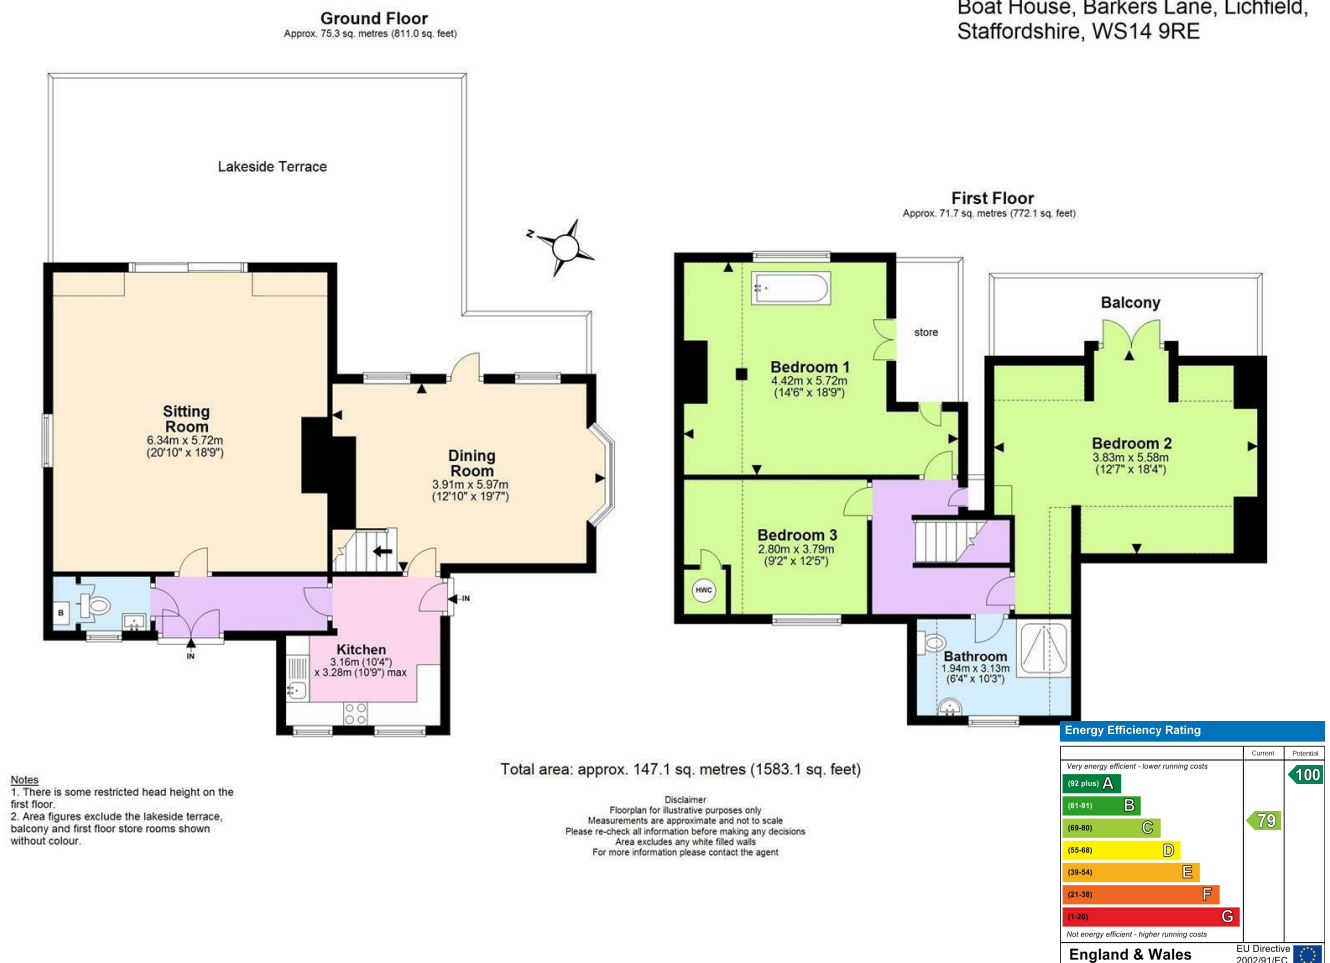 Boat House, Barkers Lane, Lichfield,
Staffordshire, WS14 9RE
Ground Floor
Approx. 75.3 sq. metres (811.0 sq. feet)
Lakeside Terrace
N
Sitting
Room
6.34m x 5.72m
(20'10" x 18'9")
Dining
Room
3.91m x 5.97m
(12'10" x 19'7")
B
IN
IN
Kitchen
3.16m (10'4")
x 3.28m (10'9") max
First Floor
Approx. 71.7 sq. metres (772.1 sq. feet)
Balcony
store
Bedroom 1
4.42m x 5.72m
(14'6" x 18'9")
Bedroom 2
3.83m x 5.58m
(12'7" x 18'4")
Bedroom 3
2.80m x 3.79m
(9'2" x 12'5")
HWC
Bathroom
1.94m x 3.13m
(6'4" x 10'3")
Total area: approx. 147.1 sq. metres (1583.1 sq. feet)
Notes
1. There is some restricted head height on the
first floor.
2. Area figures exclude the lakeside terrace,
balcony and first floor store rooms shown
without colour.
Disclaimer
Floorplan for illustrative purposes only
Measurements are approximate and not to scale
Please re-check all information before making any decisions
Area excludes any white filled walls
For more information please contact the agent
Energy Efficiency Rating
Current Potential
Very energy efficient - lower running costs
(92 plus) A
100
(81-91) B
(69-80) C
79
(55-68) D
(39-54) E
(21-38) F
(1-20) G
Not energy efficient - higher running costs
England & Wales
EU Directive
2002/91/EC